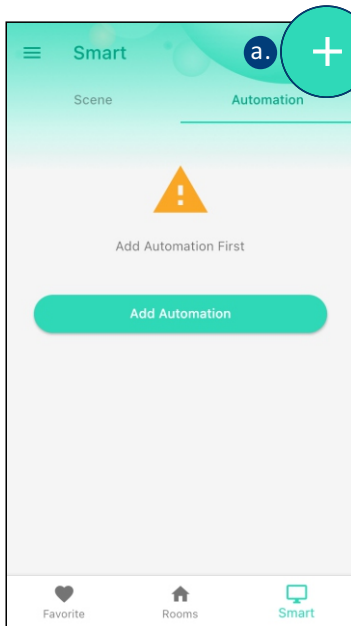 Smart
a.
Scene Automation
Add Automation First
Add Automation
Favorite Rooms Smart